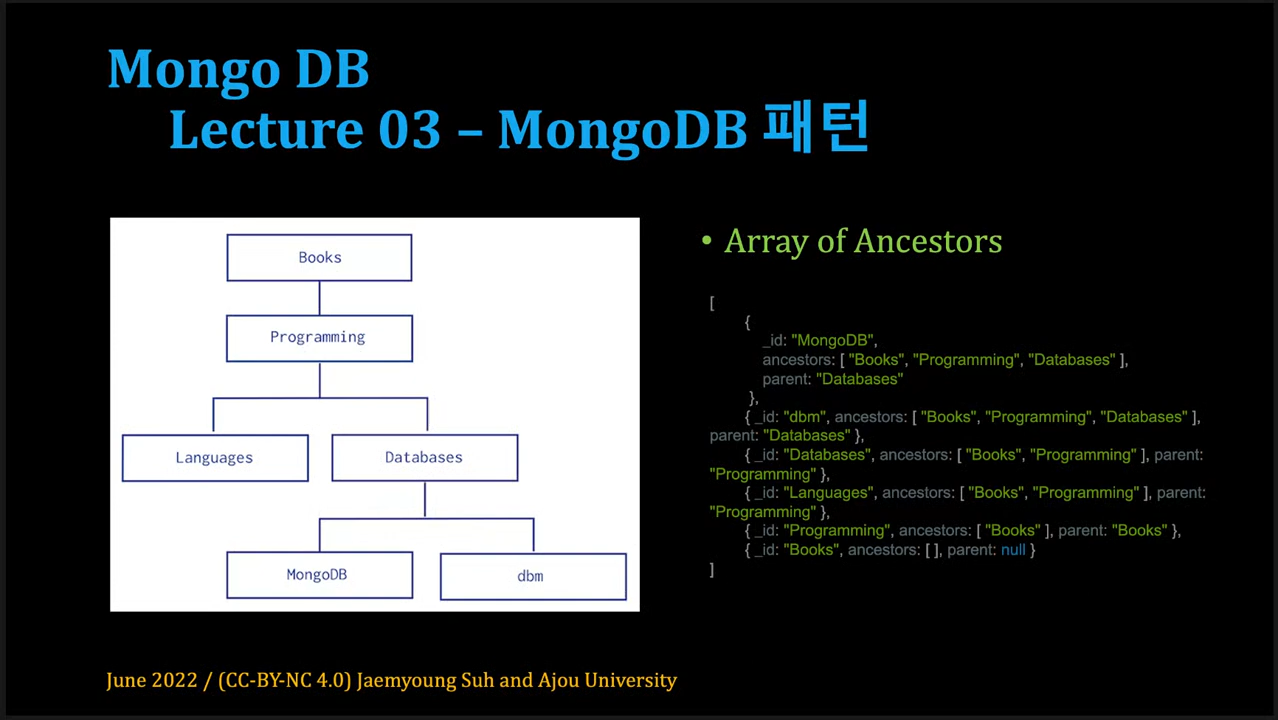 Mongo DB
Lecture 03 – MongoDB 패턴
Books
Programming
Languages
Databases
MongoDB
dbm
• Array of Ancestors
[
{
_id: "MongoDB",
ancestors: [ "Books", "Programming", "Databases" ],
parent: "Databases"
},
{ _id: "dbm", ancestors: [ "Books", "Programming", "Databases" ],
parent: "Databases" },
{ _id: "Databases", ancestors: [ "Books", "Programming" ], parent:
"Programming" },
{ _id: "Languages", ancestors: [ "Books", "Programming" ], parent:
"Programming" },
{ _id: "Programming", ancestors: [ "Books" ], parent: "Books" },
{ _id: "Books", ancestors: [ ], parent: null }
]
June 2022 / (CC-BY-NC 4.0) Jaemyoung Suh and Ajou University